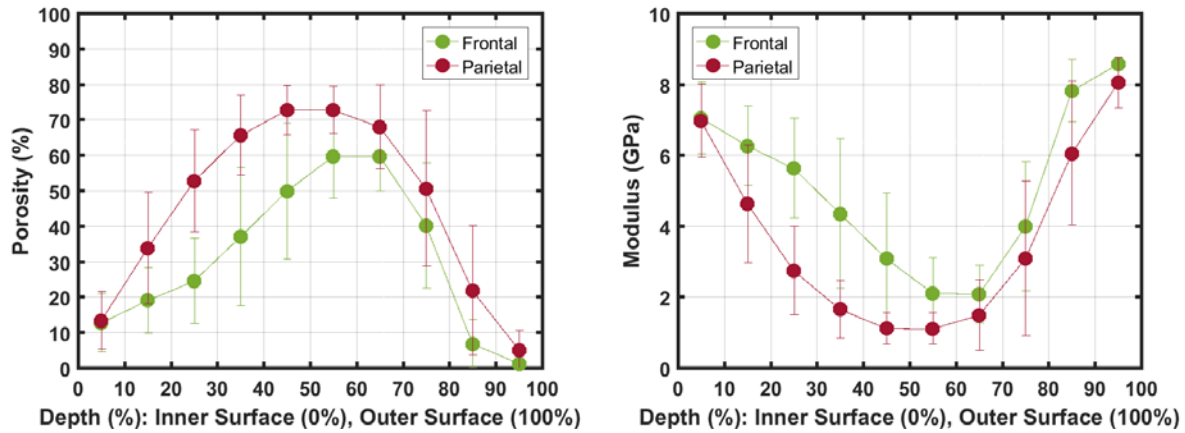 100
90
80
70
60
50
40
30
20
10
0
Porosity (%)
Frontal
Parietal
0 10 20 30 40 50 60 70 80 90 100
Depth (%): Inner Surface (0%), Outer Surface (100%)
10
8
6
4
2
0
Modulus (GPa)
Frontal
Parietal
0 10 20 30 40 50 60 70 80 90 100
Depth (%): Inner Surface (0%), Outer Surface (100%)